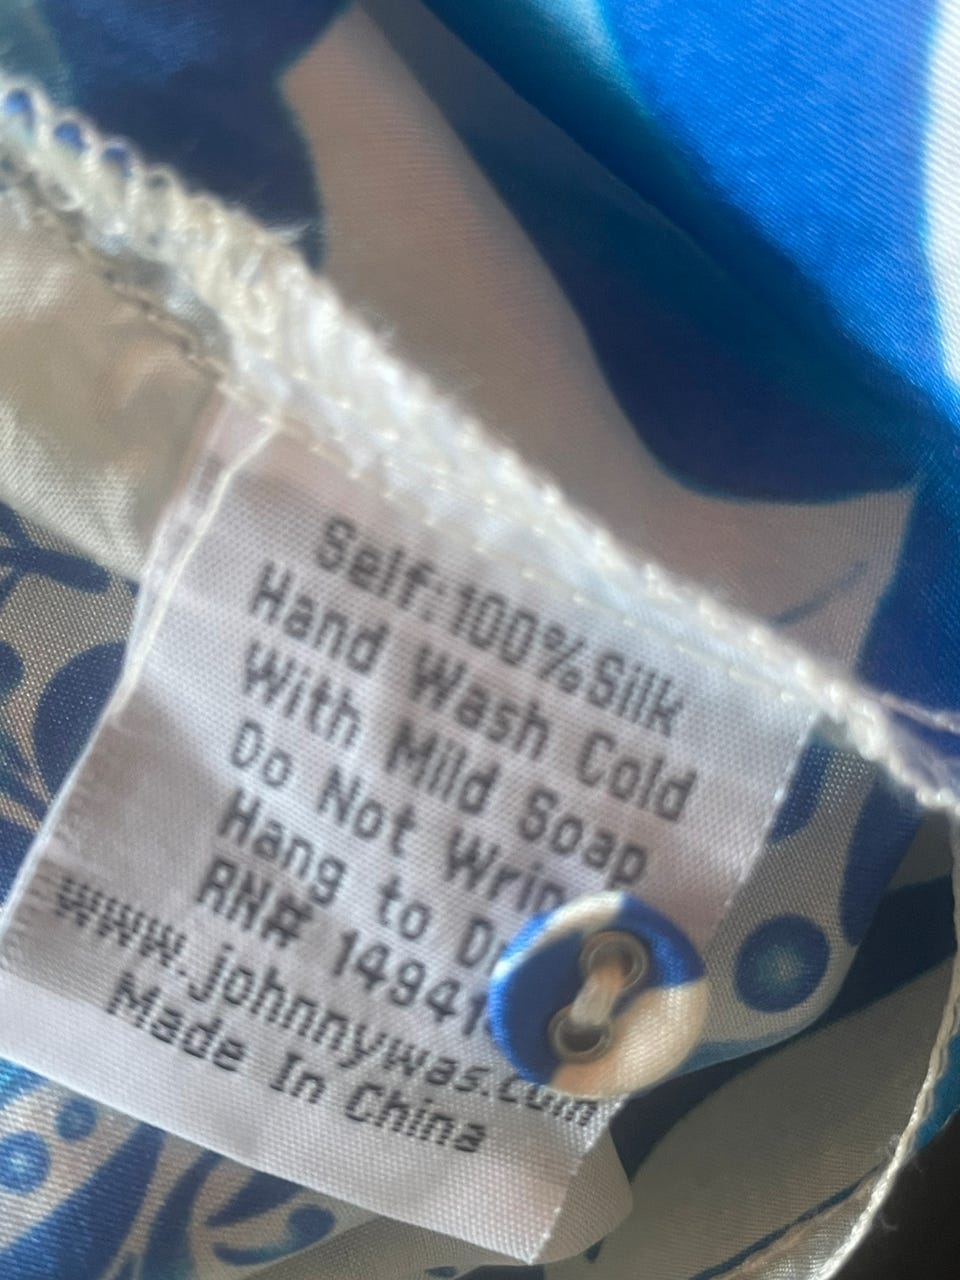 Self:100%Silk
Hand Wash Cold
With Mild Soap
Do Not
Hang to
RN#
www.johnnywas.com
Made In China